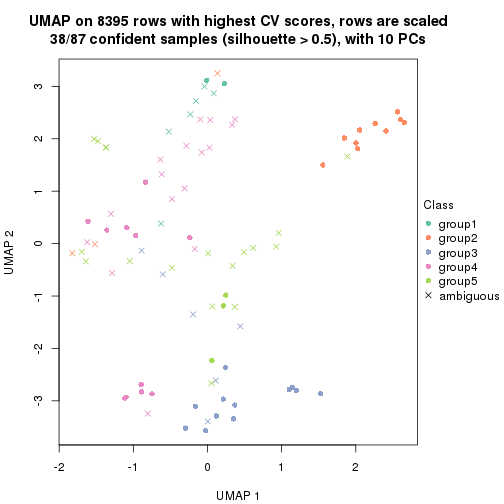 UMAP on 8395 rows with highest CV scores, rows are scaled
38/87 confident samples (silhouette > 0.5), with 10 PCs
3
2
1
0
-1
-2
-3
UMAP 2
-2
-1
0
1
2
UMAP 1
Class
group1
group2
group3
group4
group5
ambiguous